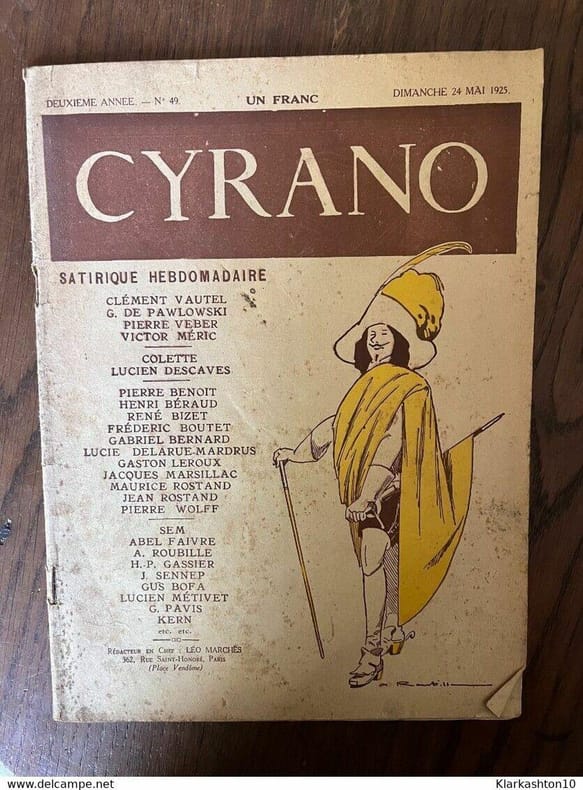 DEUXIEME ANNEE. — N° 49.
UN FRANC
DIMANCHE 24 MAI 1925.
CYRANO
SATIRIQUE HEBDOMADAIRE
CLÉMENT VAUTEL
G. DE PAWLOWSKI
PIERRE VEBER
VICTOR MÉRIC
COLETTE
LUCIEN DESCAVES
PIERRE BENOIT
HENRI BÉRAUD
RENÉ BIZET
FRÉDERIC BOUTET
GABRIEL BERNARD
LUCIE DELARUE-MARDRUS
GASTON LEROUX
JACQUES MARSILLAC
MAURICE ROSTAND
JEAN ROSTAND
PIERRE WOLFF
SEM
ABEL FAIVRE
A. ROUBILLE
H.-P. GASSIER
J. SENNEP
GUS BOFA
LUCIEN MÉTIVET
G. PAVIS
KERN
etc. etc.
RÉDACTEUR EN CHEF : LÉO MARCHÈS
362, RUE SAINT-HONORÉ, PARIS
(Place Vendôme)
A. Roubille
delcampe.net
Klarkashton10